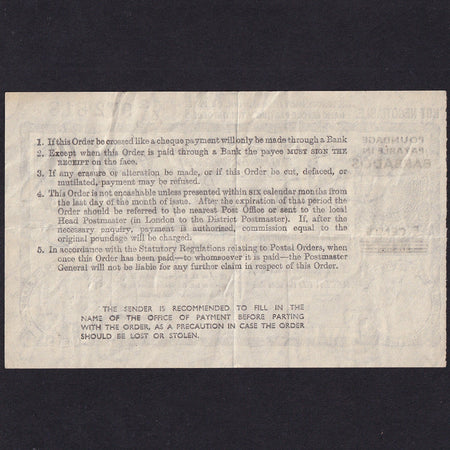 1. If this Order be crossed like a cheque payment will only be made through a Bank
2. Except when this Order is paid through a Bank the payee MUST SIGN THE
RECEIPT on the face.
3. If any erasure or alteration be made, or if this Order be cut, defaced, or
mutilated, payment may be refused.
4. This Order is not encashable unless presented within six calendar months from
the last day of the month of issue. After the expiration of that period the
Order should be referred to the nearest Post Office or sent to the local
Head Postmaster (in London to the District Postmaster). If, after the
necessary enquiry, payment is authorised, commission equal to the
original poundage will be charged.
5. In accordance with the Statutory Regulations relating to Postal Orders, when
once this Order has been paid—to whomsoever it is paid—the Postmaster
General will not be liable for any further claim in respect of this Order.
THE SENDER IS RECOMMENDED TO FILL IN THE
NAME OF THE OFFICE OF PAYMENT BEFORE PARTING
WITH THE ORDER, AS A PRECAUTION IN CASE THE ORDER
SHOULD BE LOST OR STOLEN.
POUNDAGE
PAYABLE IN
BARBADOS